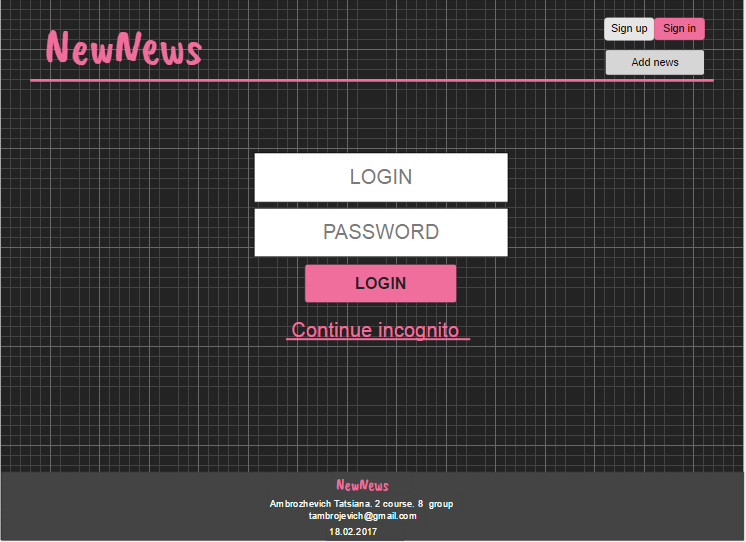 NewNews
Sign up Sign in
Add news
LOGIN
PASSWORD
LOGIN
Continue incognito
NewNews
Ambrozhevich Tatsiana. 2 course. 8 group
tambrojevich@gmail.com
18.02.2017